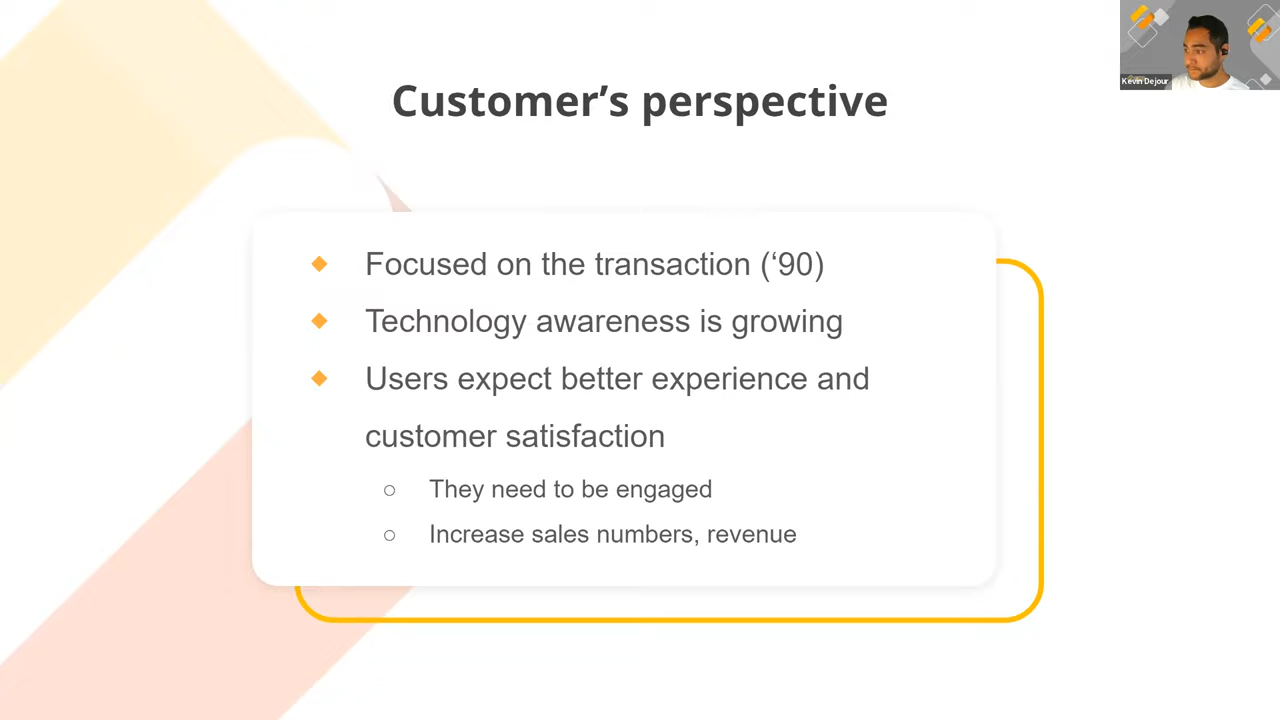 Customer’s perspective
Kevin Dejour
Focused on the transaction (‘90)
Technology awareness is growing
Users expect better experience and
customer satisfaction
They need to be engaged
Increase sales numbers, revenue